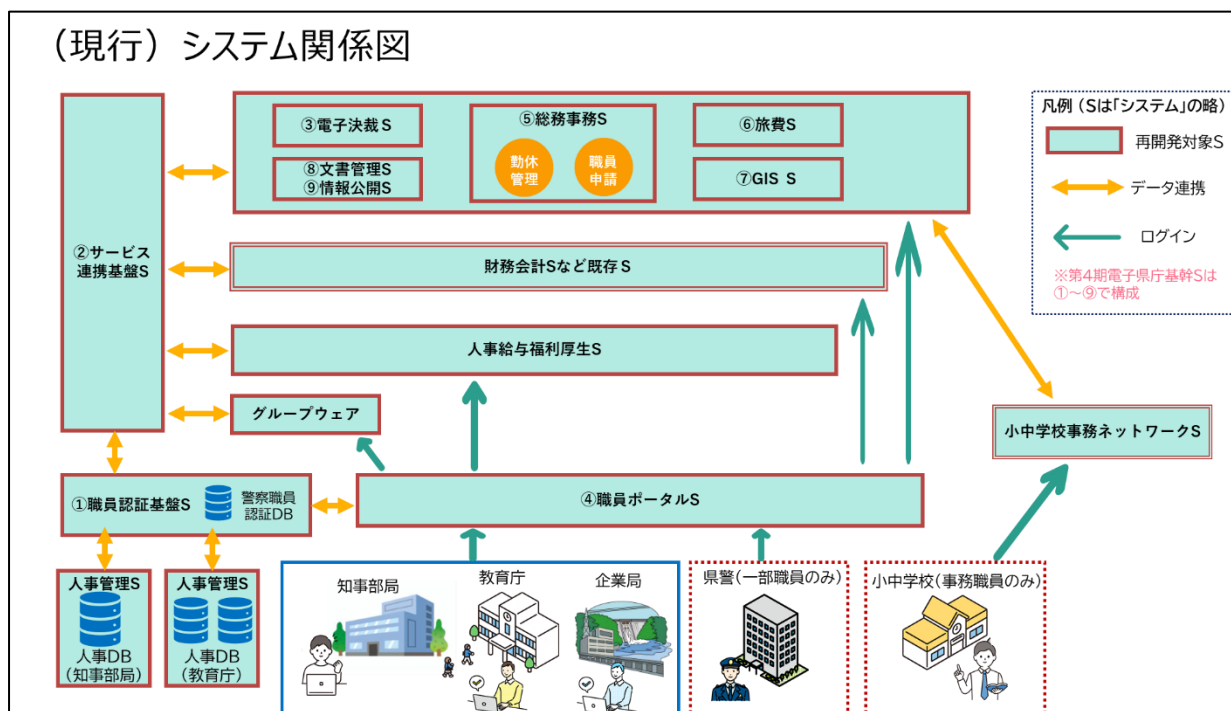 （現行）システム関係図
③電子決裁 S
⑧文書管理S
⑨情報公開S
⑤総務事務S
勤休
管理
職員
申請
⑥旅費S
⑦GIS S
凡例 (Sは「システム」の略)
再開発対象S
データ連携
ログイン
※第4期電子県庁基幹Sは
①～⑨で構成
②サービス
連携基盤S
財務会計Sなど既存 S
人事給与福利厚生S
グループウェア
小中学校事務ネットワークS
①職員認証基盤S
警察職員
認証DB
④職員ポータルS
人事管理S
人事DB
(知事部局)
人事管理S
人事DB
(教育庁)
知事部局
教育庁
企業局
県警(一部職員のみ)
小中学校(事務職員のみ)